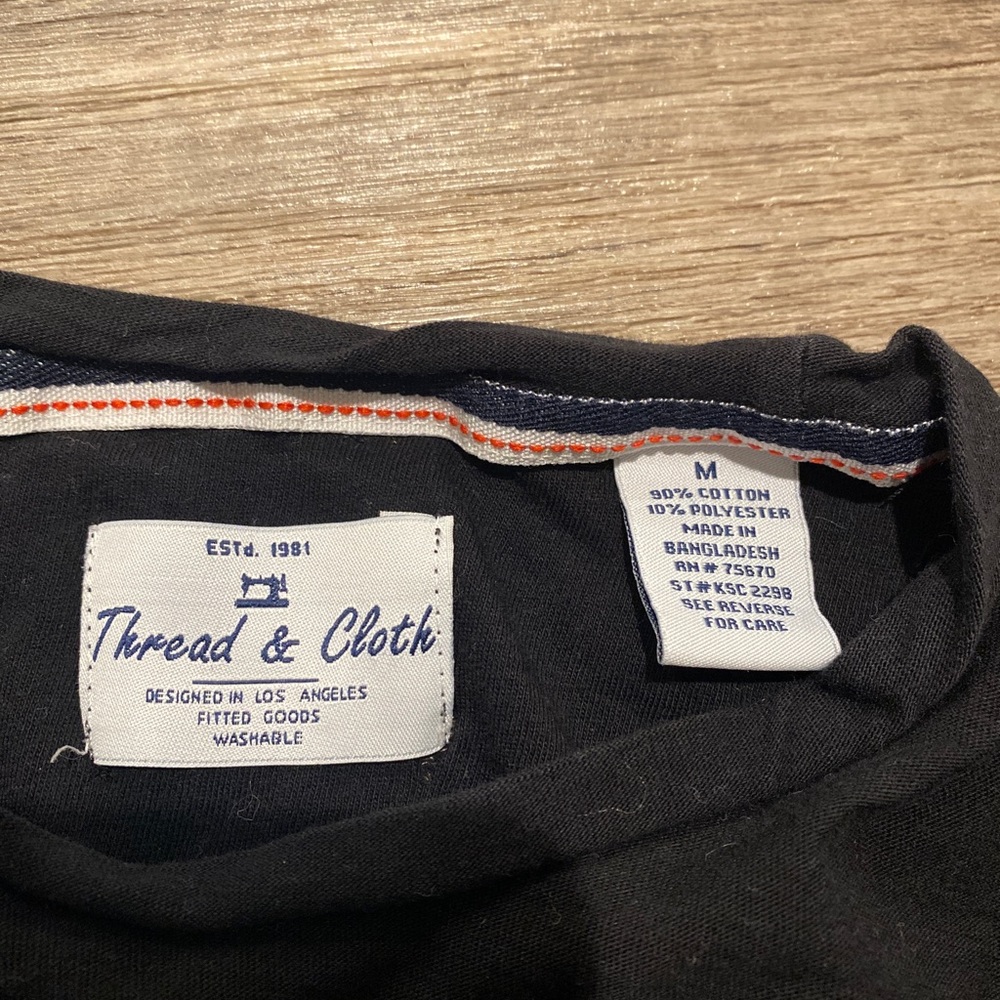 ESTd. 1981
Thread & Cloth
DESIGNED IN LOS ANGELES
FITTED GOODS
WASHABLE
M
90% COTTON
10% POLYESTER
MADE IN
BANGLADESH
RN # 75670
ST#KSC 229B
SEE REVERSE
FOR CARE